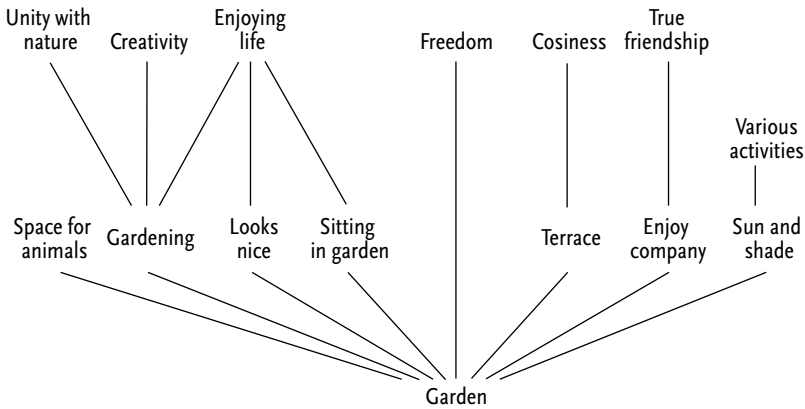 Unity with
nature
Creativity
Enjoying
life
Freedom
Cosiness
True
friendship
Various
activities
Space for
animals
Gardening
Looks
nice
Sitting
in garden
Terrace
Enjoy
company
Sun and
shade
Garden